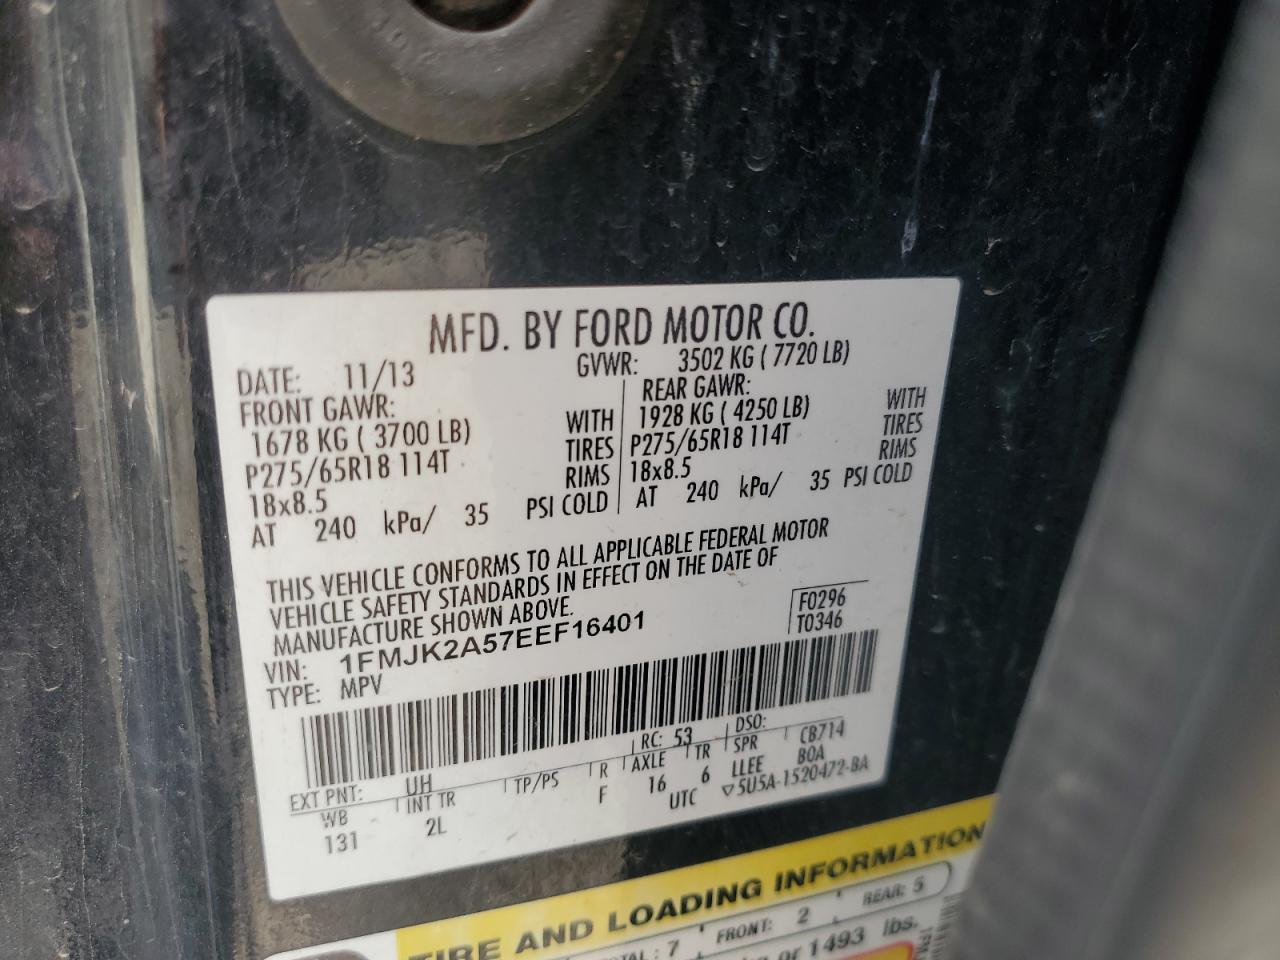 MFD. BY FORD MOTOR CO.
DATE: 11/13 GVWR: 3502 KG ( 7720 LB)
FRONT GAWR: REAR GAWR:
1678 KG ( 3700 LB) WITH 1928 KG ( 4250 LB) WITH
P275/65R18 114T TIRES P275/65R18 114T TIRES
18x8.5 RIMS 18x8.5 RIMS
AT 240 kPa/ 35 PSI COLD AT 240 kPa/ 35 PSI COLD
THIS VEHICLE CONFORMS TO ALL APPLICABLE FEDERAL MOTOR
VEHICLE SAFETY STANDARDS IN EFFECT ON THE DATE OF
MANUFACTURE SHOWN ABOVE.
F0296
T0346
VIN: 1FMJK2A57EEF16401
TYPE: MPV
EXT PNT: UH RC: 53 DSO: CB714
WB INT TR TP/PS R AXLE TR SPR BOA
131 2L F 16 6 LLEE
UTC ▽5U5A-1520472-BA
TIRE AND LOADING INFORMATION
: 7 FRONT: 2 REAR: 5
or 1493 lbs.